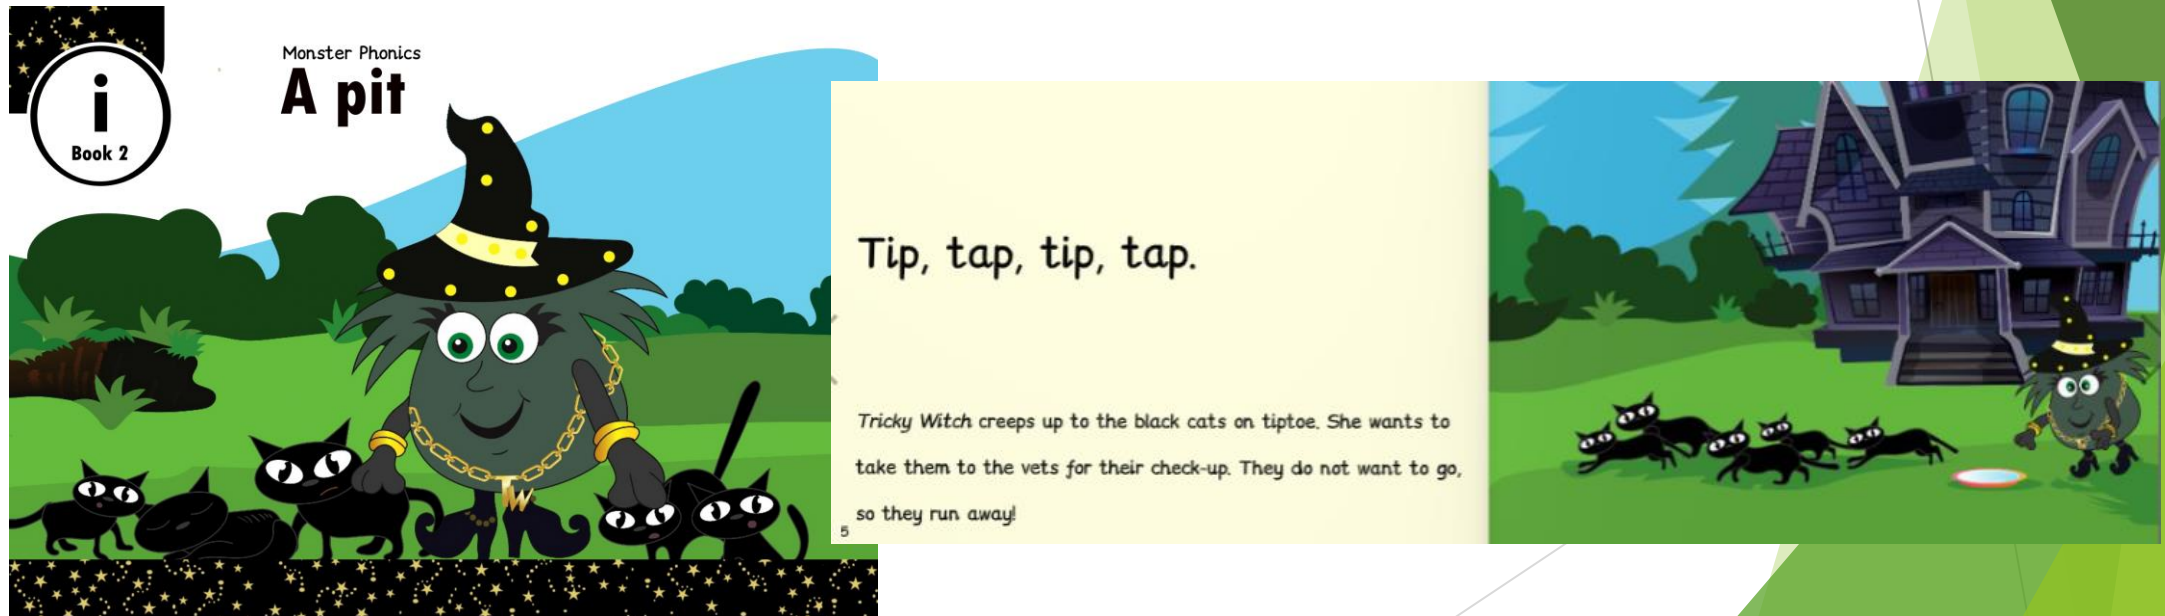 Monster Phonics
A pit
i
Book 2
TW
Tip, tap, tip, tap.
Tricky Witch creeps up to the black cats on tiptoe. She wants to
take them to the vets for their check-up. They do not want to go,
so they run away!
5